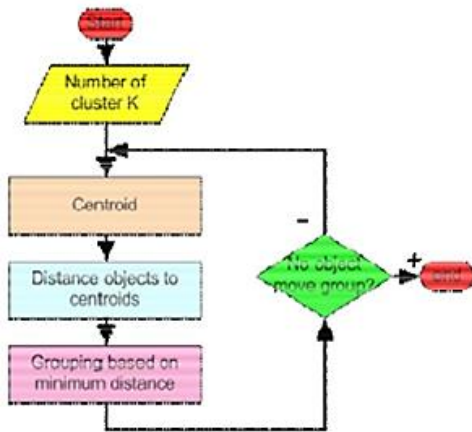 Start
Number of
cluster K
Centroid
Distance objects to
centroids
Grouping based on
minimum distance
-
No object
move group?
+
end